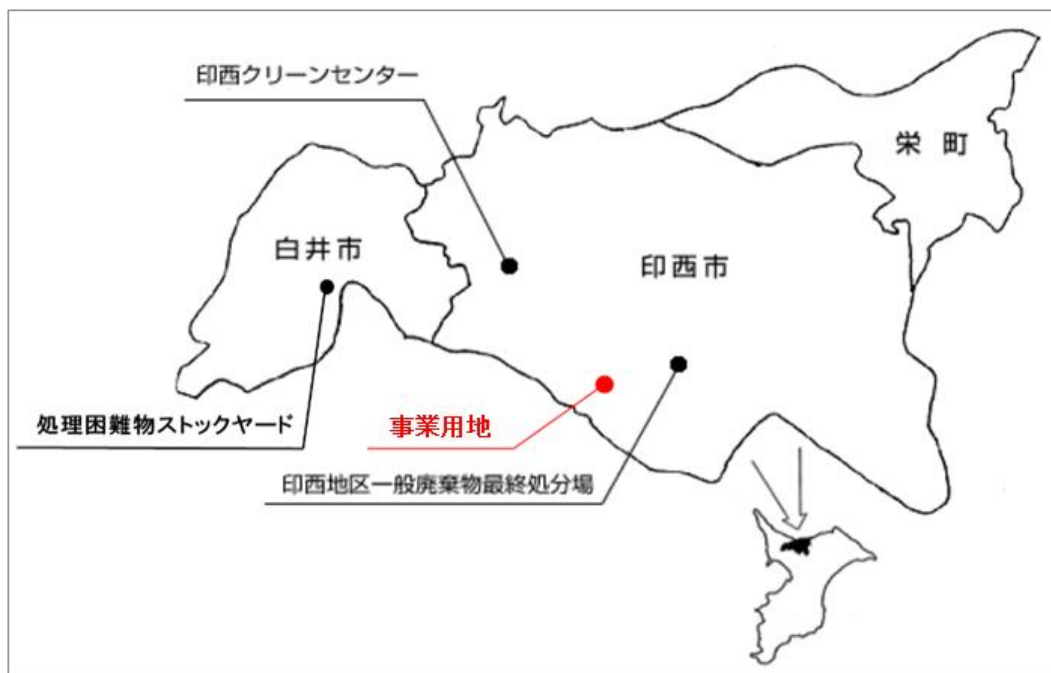 印西クリーンセンター
栄町
白井市
印西市
処理困難物ストックヤード
事業用地
印西地区一般廃棄物最終処分場